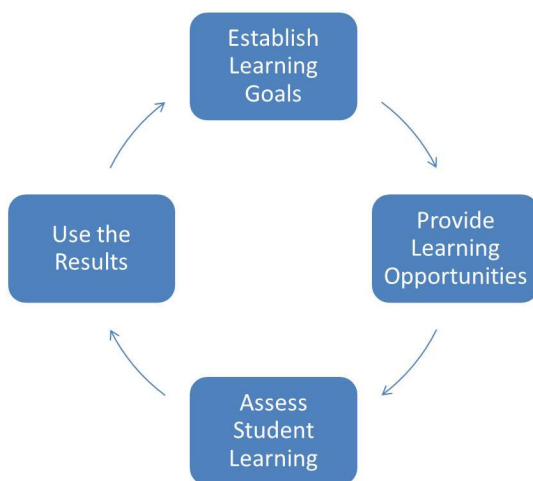 Establish
Learning
Goals
Provide
Learning
Opportunities
Assess
Student
Learning
Use the
Results